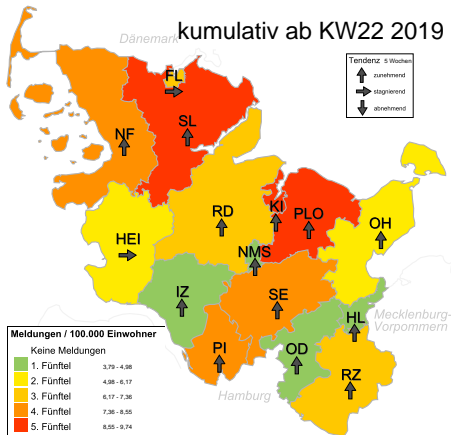 kumulativ ab KW22 2019
Dänemark
Tendenz 5 Wochen
zunehmend
stagnierend
abnehmend
FL
SL
NF
RD
KI
PLO
OH
HEI
NMS
IZ
SE
HL
Mecklenburg-
Vorpommern
PI
OD
RZ
Hamburg
Meldungen / 100.000 Einwohner
Keine Meldungen
1. Fünftel 3,79 - 4,98
2. Fünftel 4,98 - 6,17
3. Fünftel 6,17 - 7,36
4. Fünftel 7,36 - 8,55
5. Fünftel 8,55 - 9,74